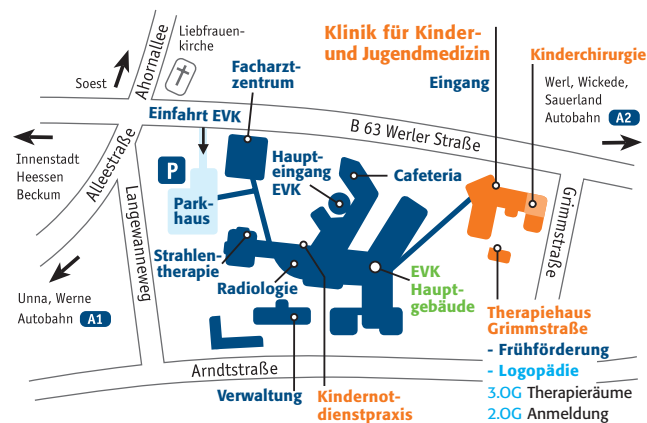 Liebfrauen-
kirche
Ahornallee
Soest
Klinik für Kinder-
und Jugendmedizin
Eingang
Kinderchirurgie
Werl, Wickede,
Sauerland
Autobahn A2
Facharzt-
zentrum
Einfahrt EVK
B 63 Werler Straße
Innenstadt
Heessen
Beckum
Alleestraße
P
Haupt-
eingang
EVK
Cafeteria
Park-
haus
Langewanneweg
Grimmstraße
Strahlen-
therapie
Radiologie
EVK
Haupt-
gebäude
Unna, Werne
Autobahn A1
Therapiehaus
Grimmstraße
- Frühförderung
- Logopädie
3.OG Therapieräume
2.OG Anmeldung
Arndtstraße
Verwaltung
Kindernot-
dienstpraxis